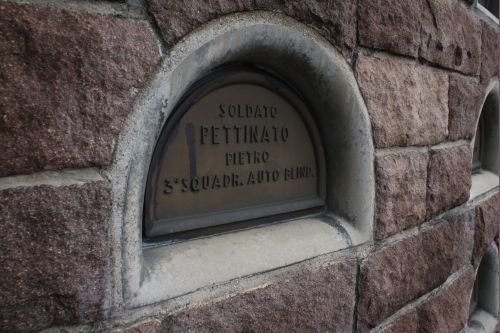 SOLDATO
PETTINATO
PIETRO
3ª SQUADR. AUTO BLIND.